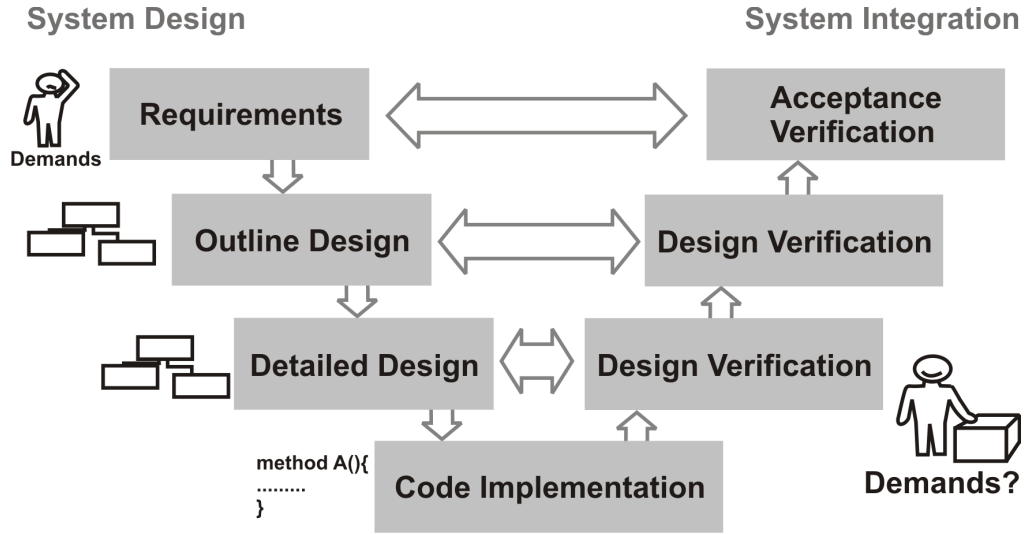 System Design
System Integration
Requirements
Acceptance
Verification
Demands
Outline Design
Design Verification
Detailed Design
Design Verification
method A(){
.........
}
Code Implementation
Demands?